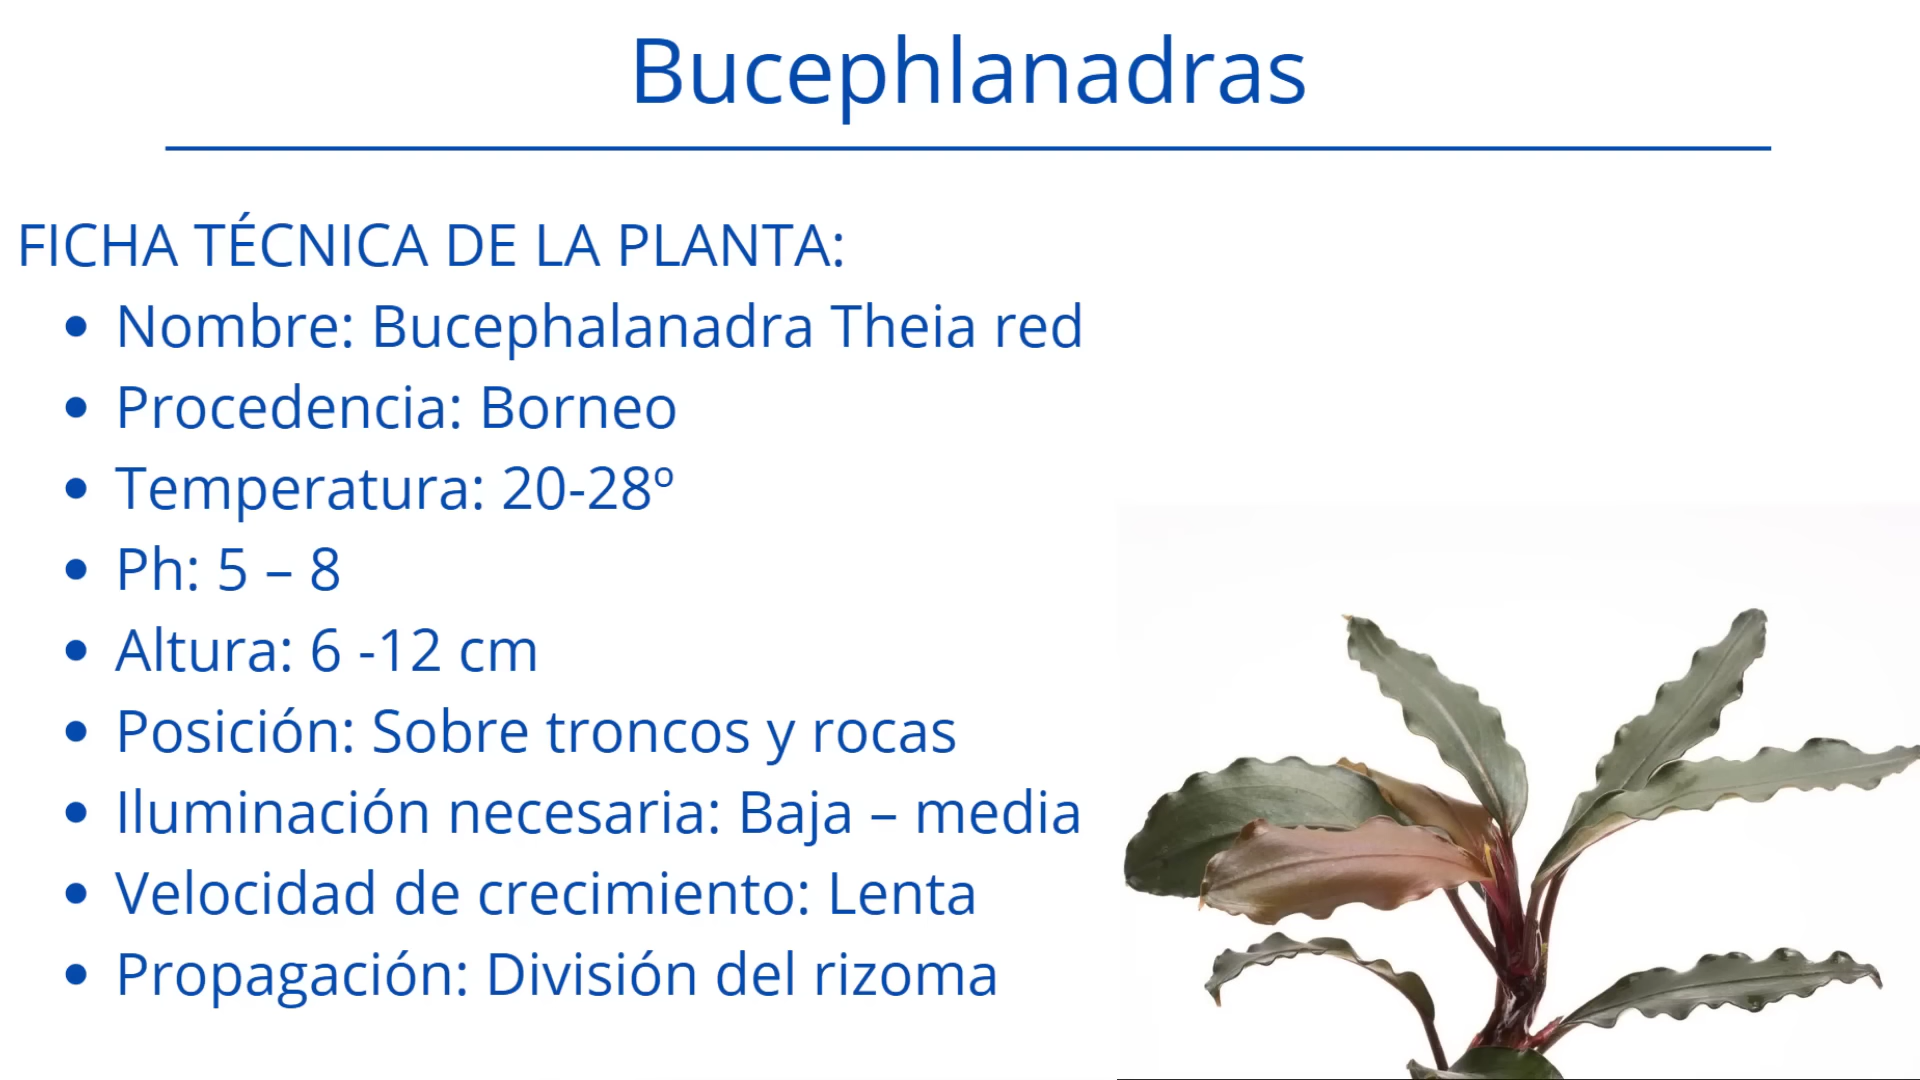 Bucephlanadras
FICHA TÉCNICA DE LA PLANTA:
• Nombre: Bucephalanadra Theia red
• Procedencia: Borneo
• Temperatura: 20-28º
• Ph: 5 – 8
• Altura: 6 -12 cm
• Posición: Sobre troncos y rocas
• Iluminación necesaria: Baja – media
• Velocidad de crecimiento: Lenta
• Propagación: División del rizoma